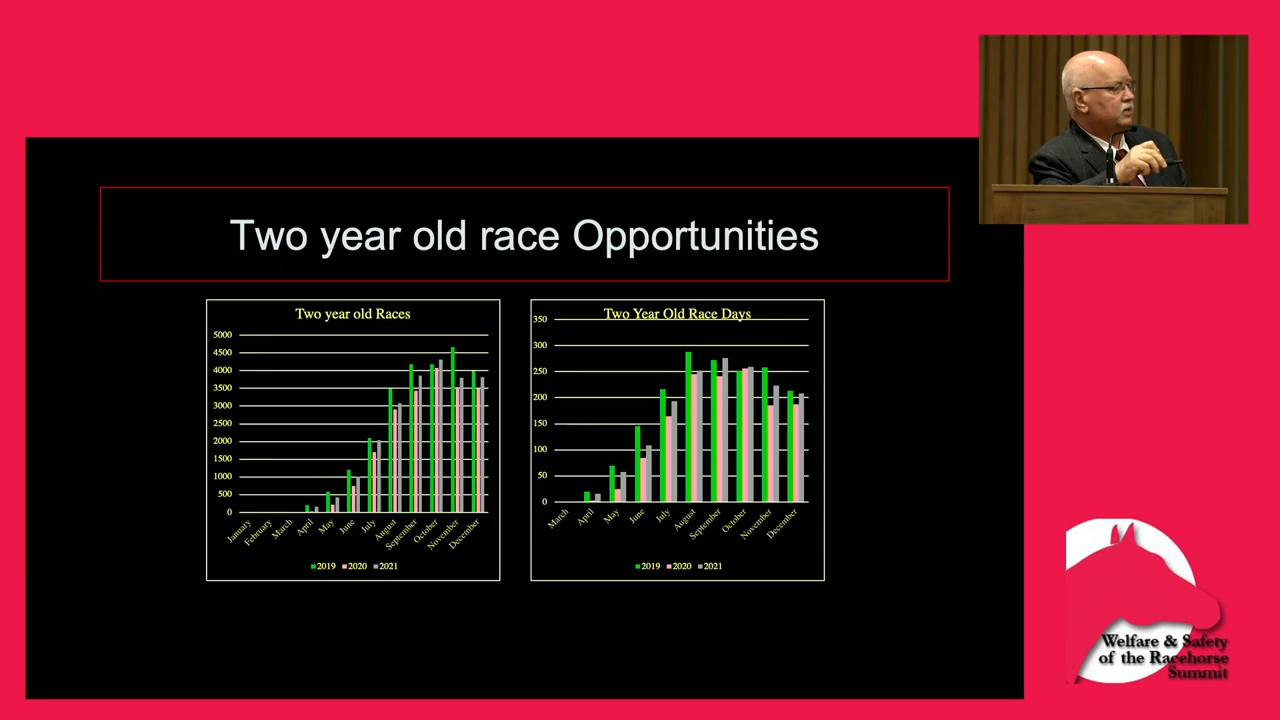 Two year old race Opportunities
Two year old Races
5000
4500
4000
3500
3000
2500
2000
1500
1000
500
0
January
February
March
April
May
June
July
August
September
October
November
December
2019
2020
2021
Two Year Old Race Days
350
300
250
200
150
100
50
0
March
April
May
June
July
August
September
October
November
December
2019
2020
2021
Welfare & Safety
of the Racehorse
Summit